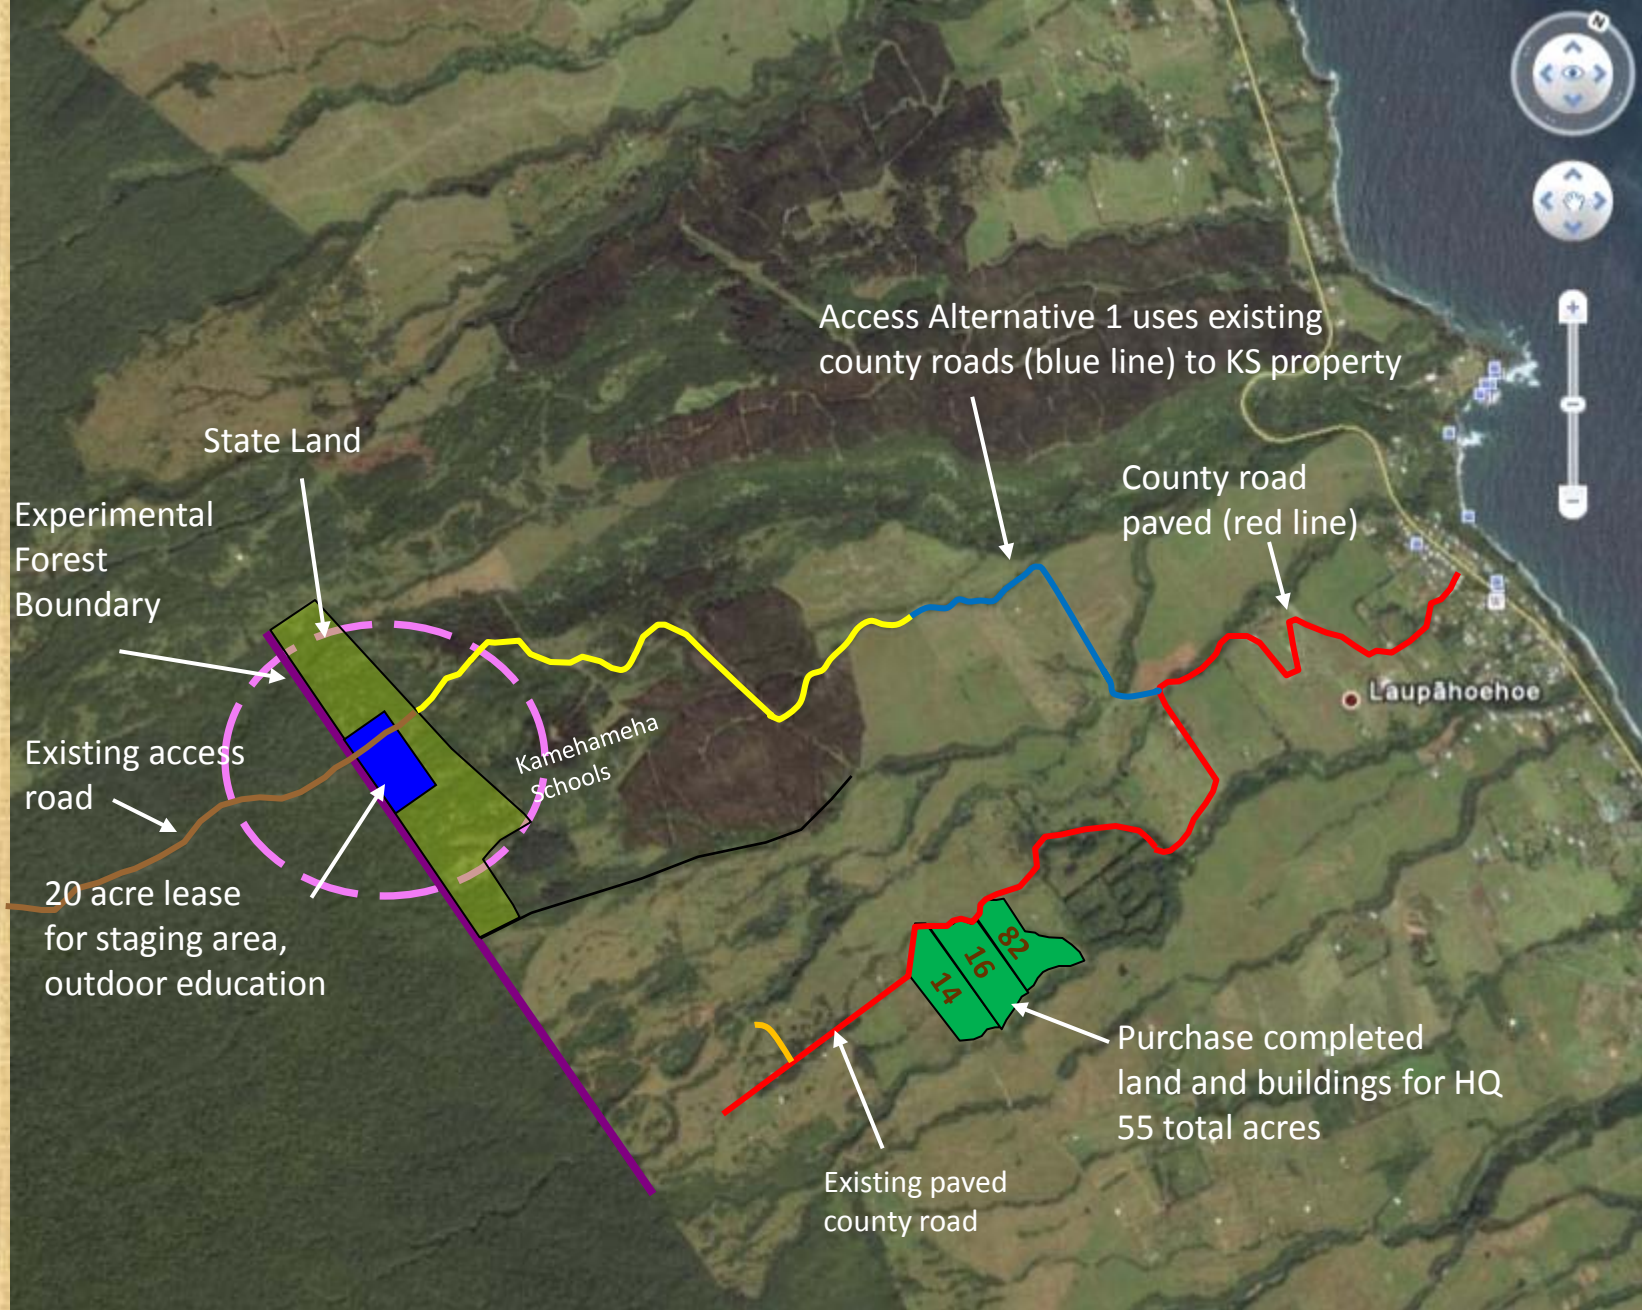 N
Access Alternative 1 uses existing
county roads (blue line) to KS property
State Land
County road
paved (red line)
Experimental
Forest
Boundary
Laupāhoehoe
Kamehameha
Schools
Existing access
road
20 acre lease
for staging area,
outdoor education
82
16
14
Purchase completed
land and buildings for HQ
55 total acres
Existing paved
county road